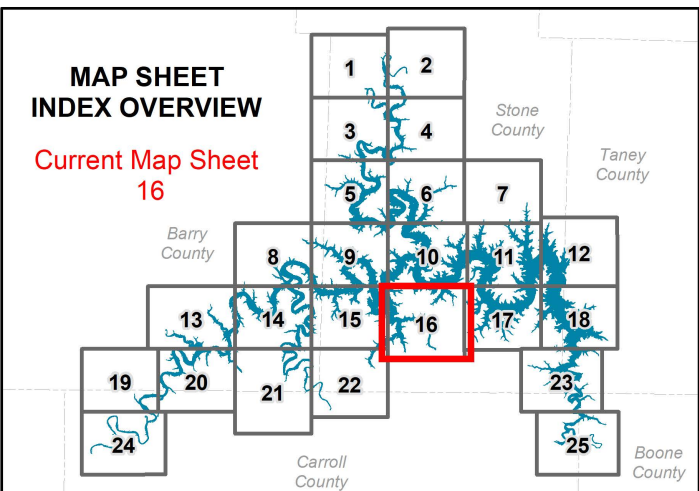 MAP SHEET
INDEX OVERVIEW
Current Map Sheet
16
1
2
3
4
Stone
County
Taney
County
5
6
7
Barry
County
8
9
10
11
12
13
14
15
16
17
18
19
20
21
22
23
24
25
Carroll
County
Boone
County